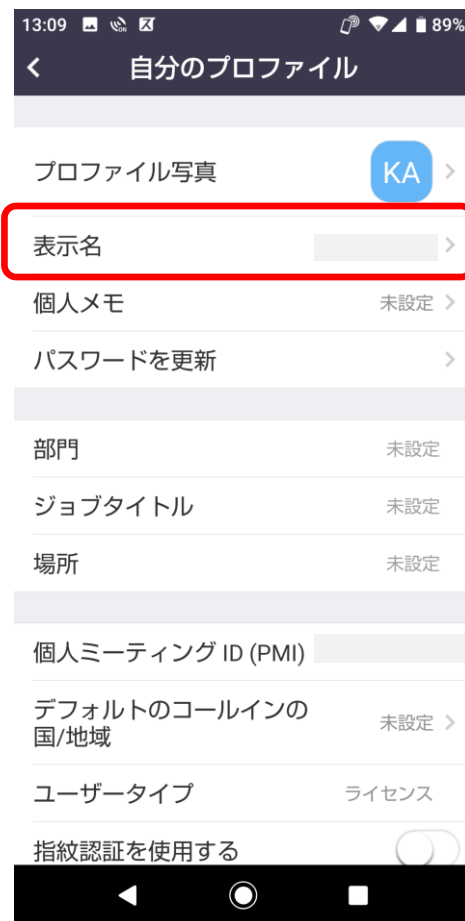 13:09 89%
自分のプロファイル
プロファイル写真 KA
表示名
個人メモ 未設定
パスワードを更新
部門 未設定
ジョブタイトル 未設定
場所 未設定
個人ミーティング ID (PMI)
デフォルトのコールインの
国/地域 未設定
ユーザータイプ ライセンス
指紋認証を使用する